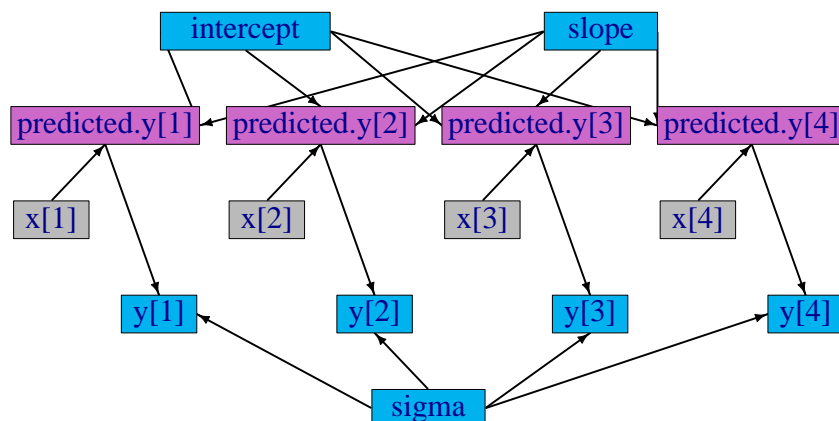 intercept slope
predicted.y[1] predicted.y[2] predicted.y[3] predicted.y[4]
x[1] x[2] x[3] x[4]
y[1] y[2] y[3] y[4]
sigma